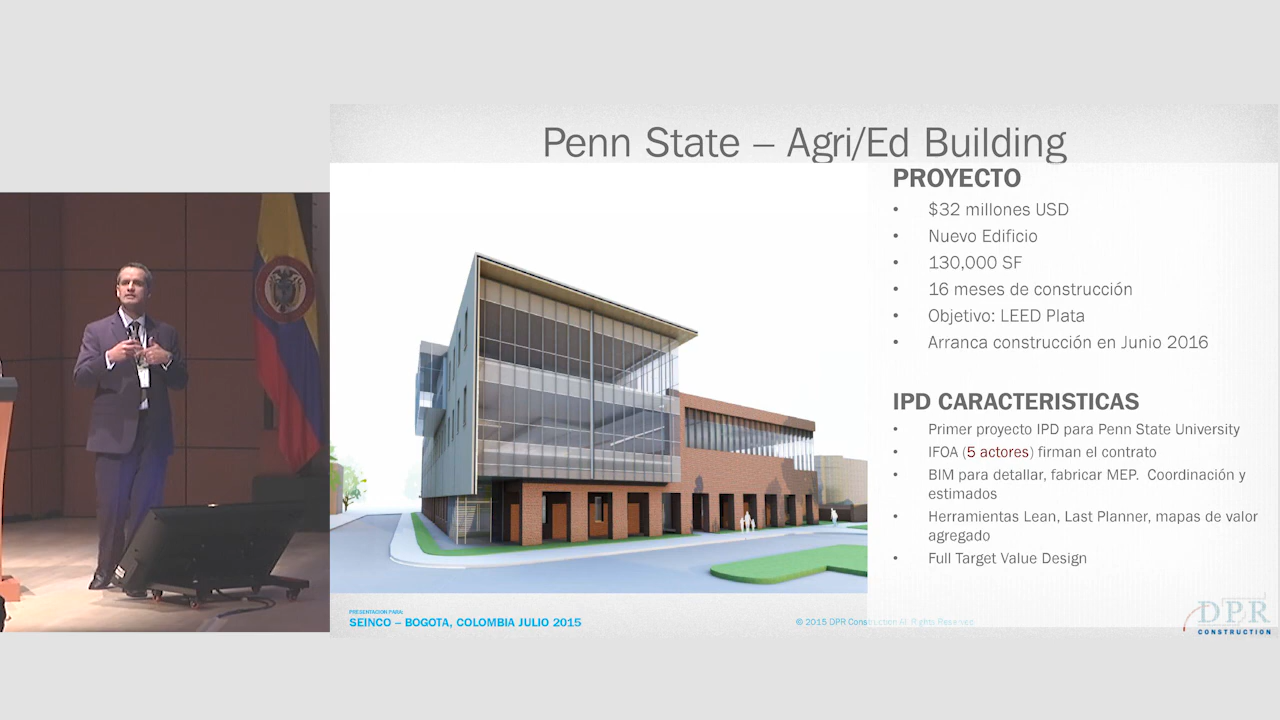 Penn State – Agri/Ed Building
PROYECTO
• $32 millones USD
• Nuevo Edificio
• 130,000 SF
• 16 meses de construcción
• Objetivo: LEED Plata
• Arranca construcción en Junio 2016
IPD CARACTERISTICAS
• Primer proyecto IPD para Penn State University
• IFOA (5 actores) firman el contrato
• BIM para detallar, fabricar MEP. Coordinación y
estimados
• Herramientas Lean, Last Planner, mapas de valor
agregado
• Full Target Value Design
PRESENTACION PARA:
SEINCO – BOGOTA, COLOMBIA JULIO 2015
© 2015 DPR Construction All Rights Reserved
DPR
CONSTRUCTION